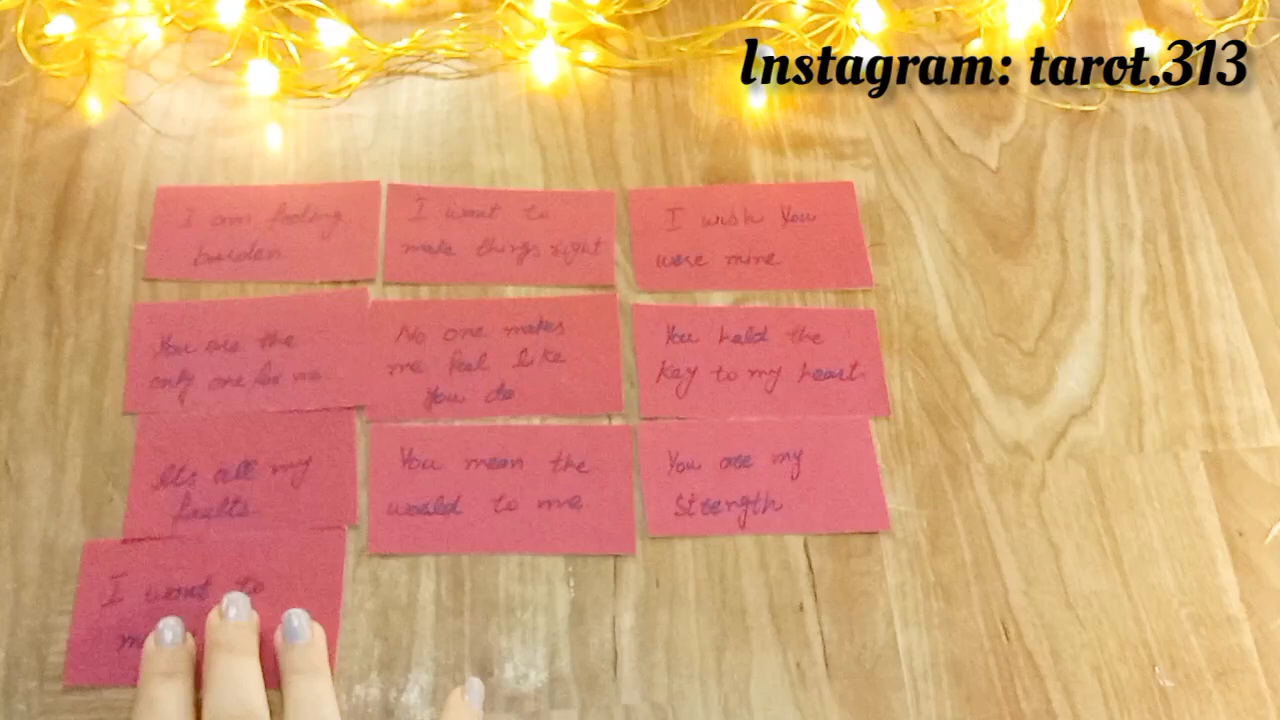 Instagram: tarot.313
I am feeling
burden
I want to
make things right
I wish You
were mine
You are the
only one for me
No one makes
me feel like
You do
You hold the
Key to my heart.
Its all my
faults
You mean the
world to me
You are my
Strength
I want to